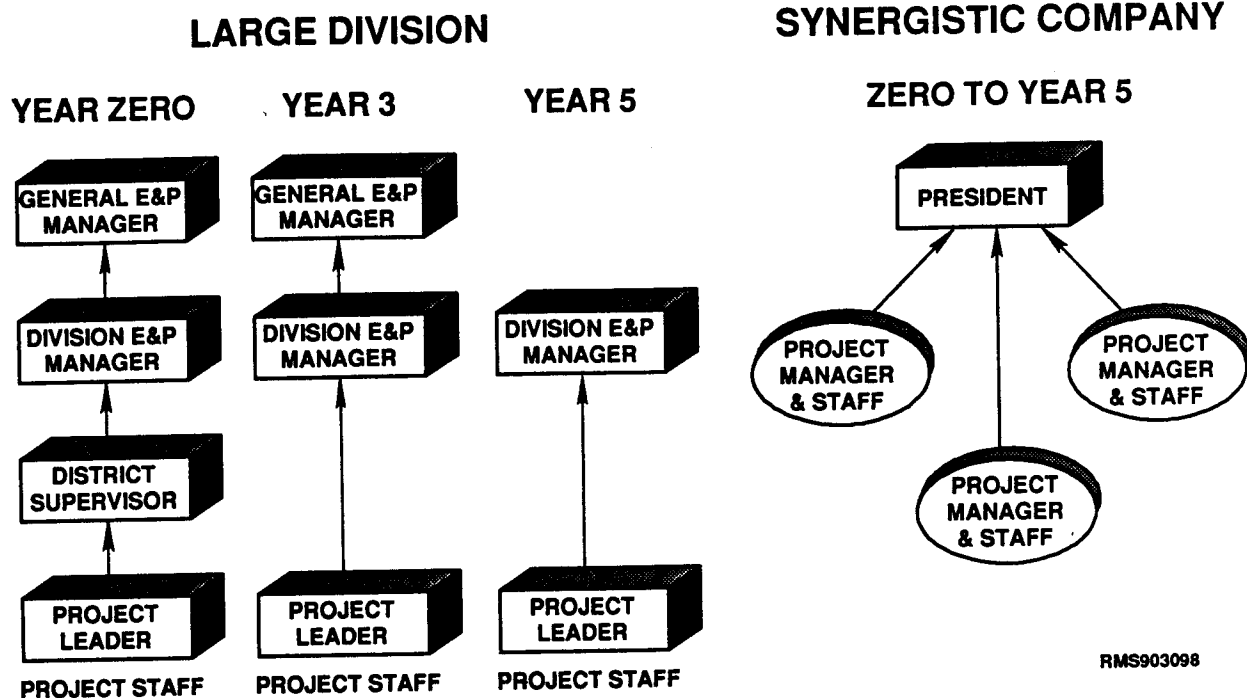 LARGE DIVISION
YEAR ZERO
GENERAL E&P
MANAGER
DIVISION E&P
MANAGER
DISTRICT
SUPERVISOR
PROJECT
LEADER
PROJECT STAFF
YEAR 3
GENERAL E&P
MANAGER
DIVISION E&P
MANAGER
PROJECT
LEADER
PROJECT STAFF
YEAR 5
DIVISION E&P
MANAGER
PROJECT
LEADER
PROJECT STAFF
SYNERGISTIC COMPANY
ZERO TO YEAR 5
PRESIDENT
PROJECT
MANAGER
& STAFF
PROJECT
MANAGER
& STAFF
PROJECT
MANAGER
& STAFF
RMS903098